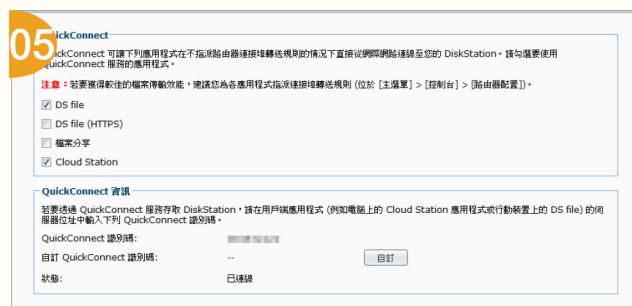 05
QuickConnect
QuickConnect 可讓下列應用程式在不指派路由器連接埠轉送規則的情況下直接從網際網路連線至您的 DiskStation。請勾選要使用
QuickConnect 服務的應用程式。
注意:若要獲得較佳的檔案傳輸效能,建議您為各應用程式指派連接埠轉送規則 (位於 [主選單] > [控制台] > [路由器配置])。
DS file
DS file (HTTPS)
檔案分享
Cloud Station
QuickConnect 資訊
若要透過 QuickConnect 服務存取 DiskStation,請在用戶端應用程式 (例如電腦上的 Cloud Station 應用程式或行動裝置上的 DS file) 的伺
服器位址中輸入下列 QuickConnect 識別碼。
QuickConnect 識別碼:
自訂 QuickConnect 識別碼: -- 自訂
狀態: 已連線